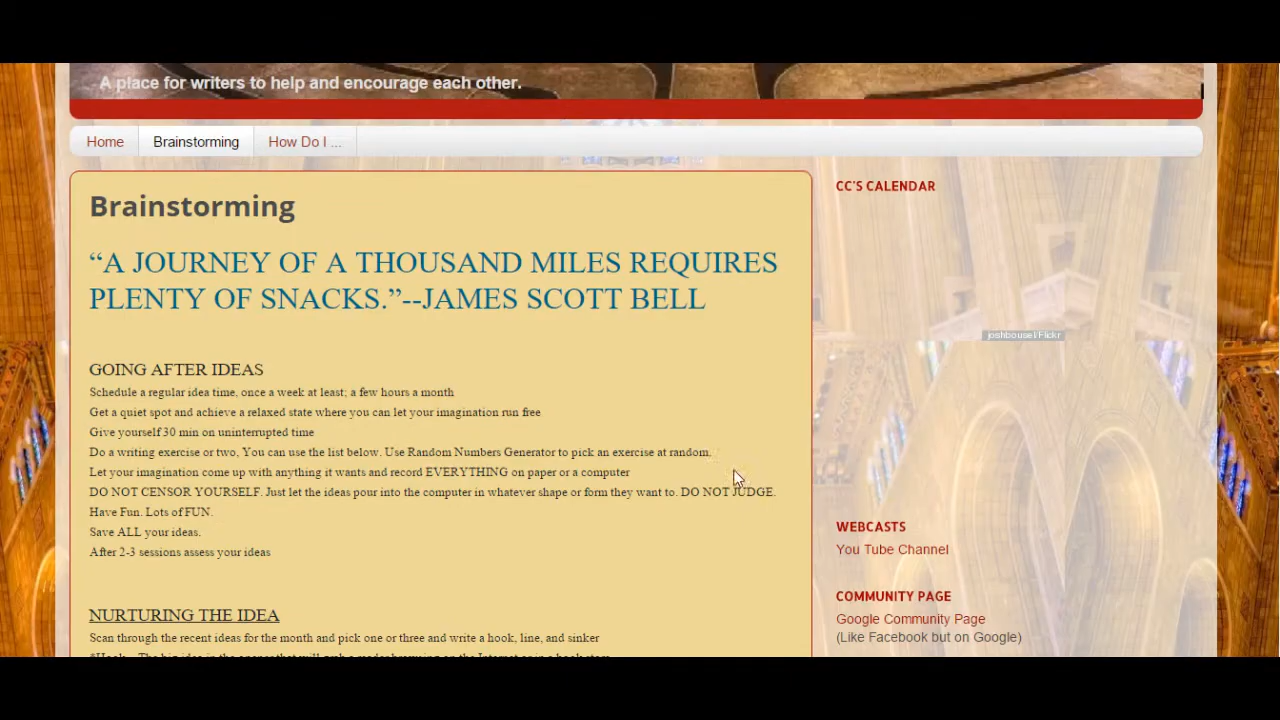 A place for writers to help and encourage each other.
Home
Brainstorming
How Do I ...
Brainstorming
“A JOURNEY OF A THOUSAND MILES REQUIRES
PLENTY OF SNACKS.”--JAMES SCOTT BELL
GOING AFTER IDEAS
Schedule a regular idea time, once a week at least; a few hours a month
Get a quiet spot and achieve a relaxed state where you can let your imagination run free
Give yourself 30 min on uninterrupted time
Do a writing exercise or two, You can use the list below. Use Random Numbers Generator to pick an exercise at random.
Let your imagination come up with anything it wants and record EVERYTHING on paper or a computer
DO NOT CENSOR YOURSELF. Just let the ideas pour into the computer in whatever shape or form they want to. DO NOT JUDGE.
Have Fun. Lots of FUN.
Save ALL your ideas.
After 2-3 sessions assess your ideas
NURTURING THE IDEA
Scan through the recent ideas for the month and pick one or three and write a hook, line, and sinker
CC'S CALENDAR
joshbousel/Flickr
WEBCASTS
You Tube Channel
COMMUNITY PAGE
Google Community Page
(Like Facebook but on Google)